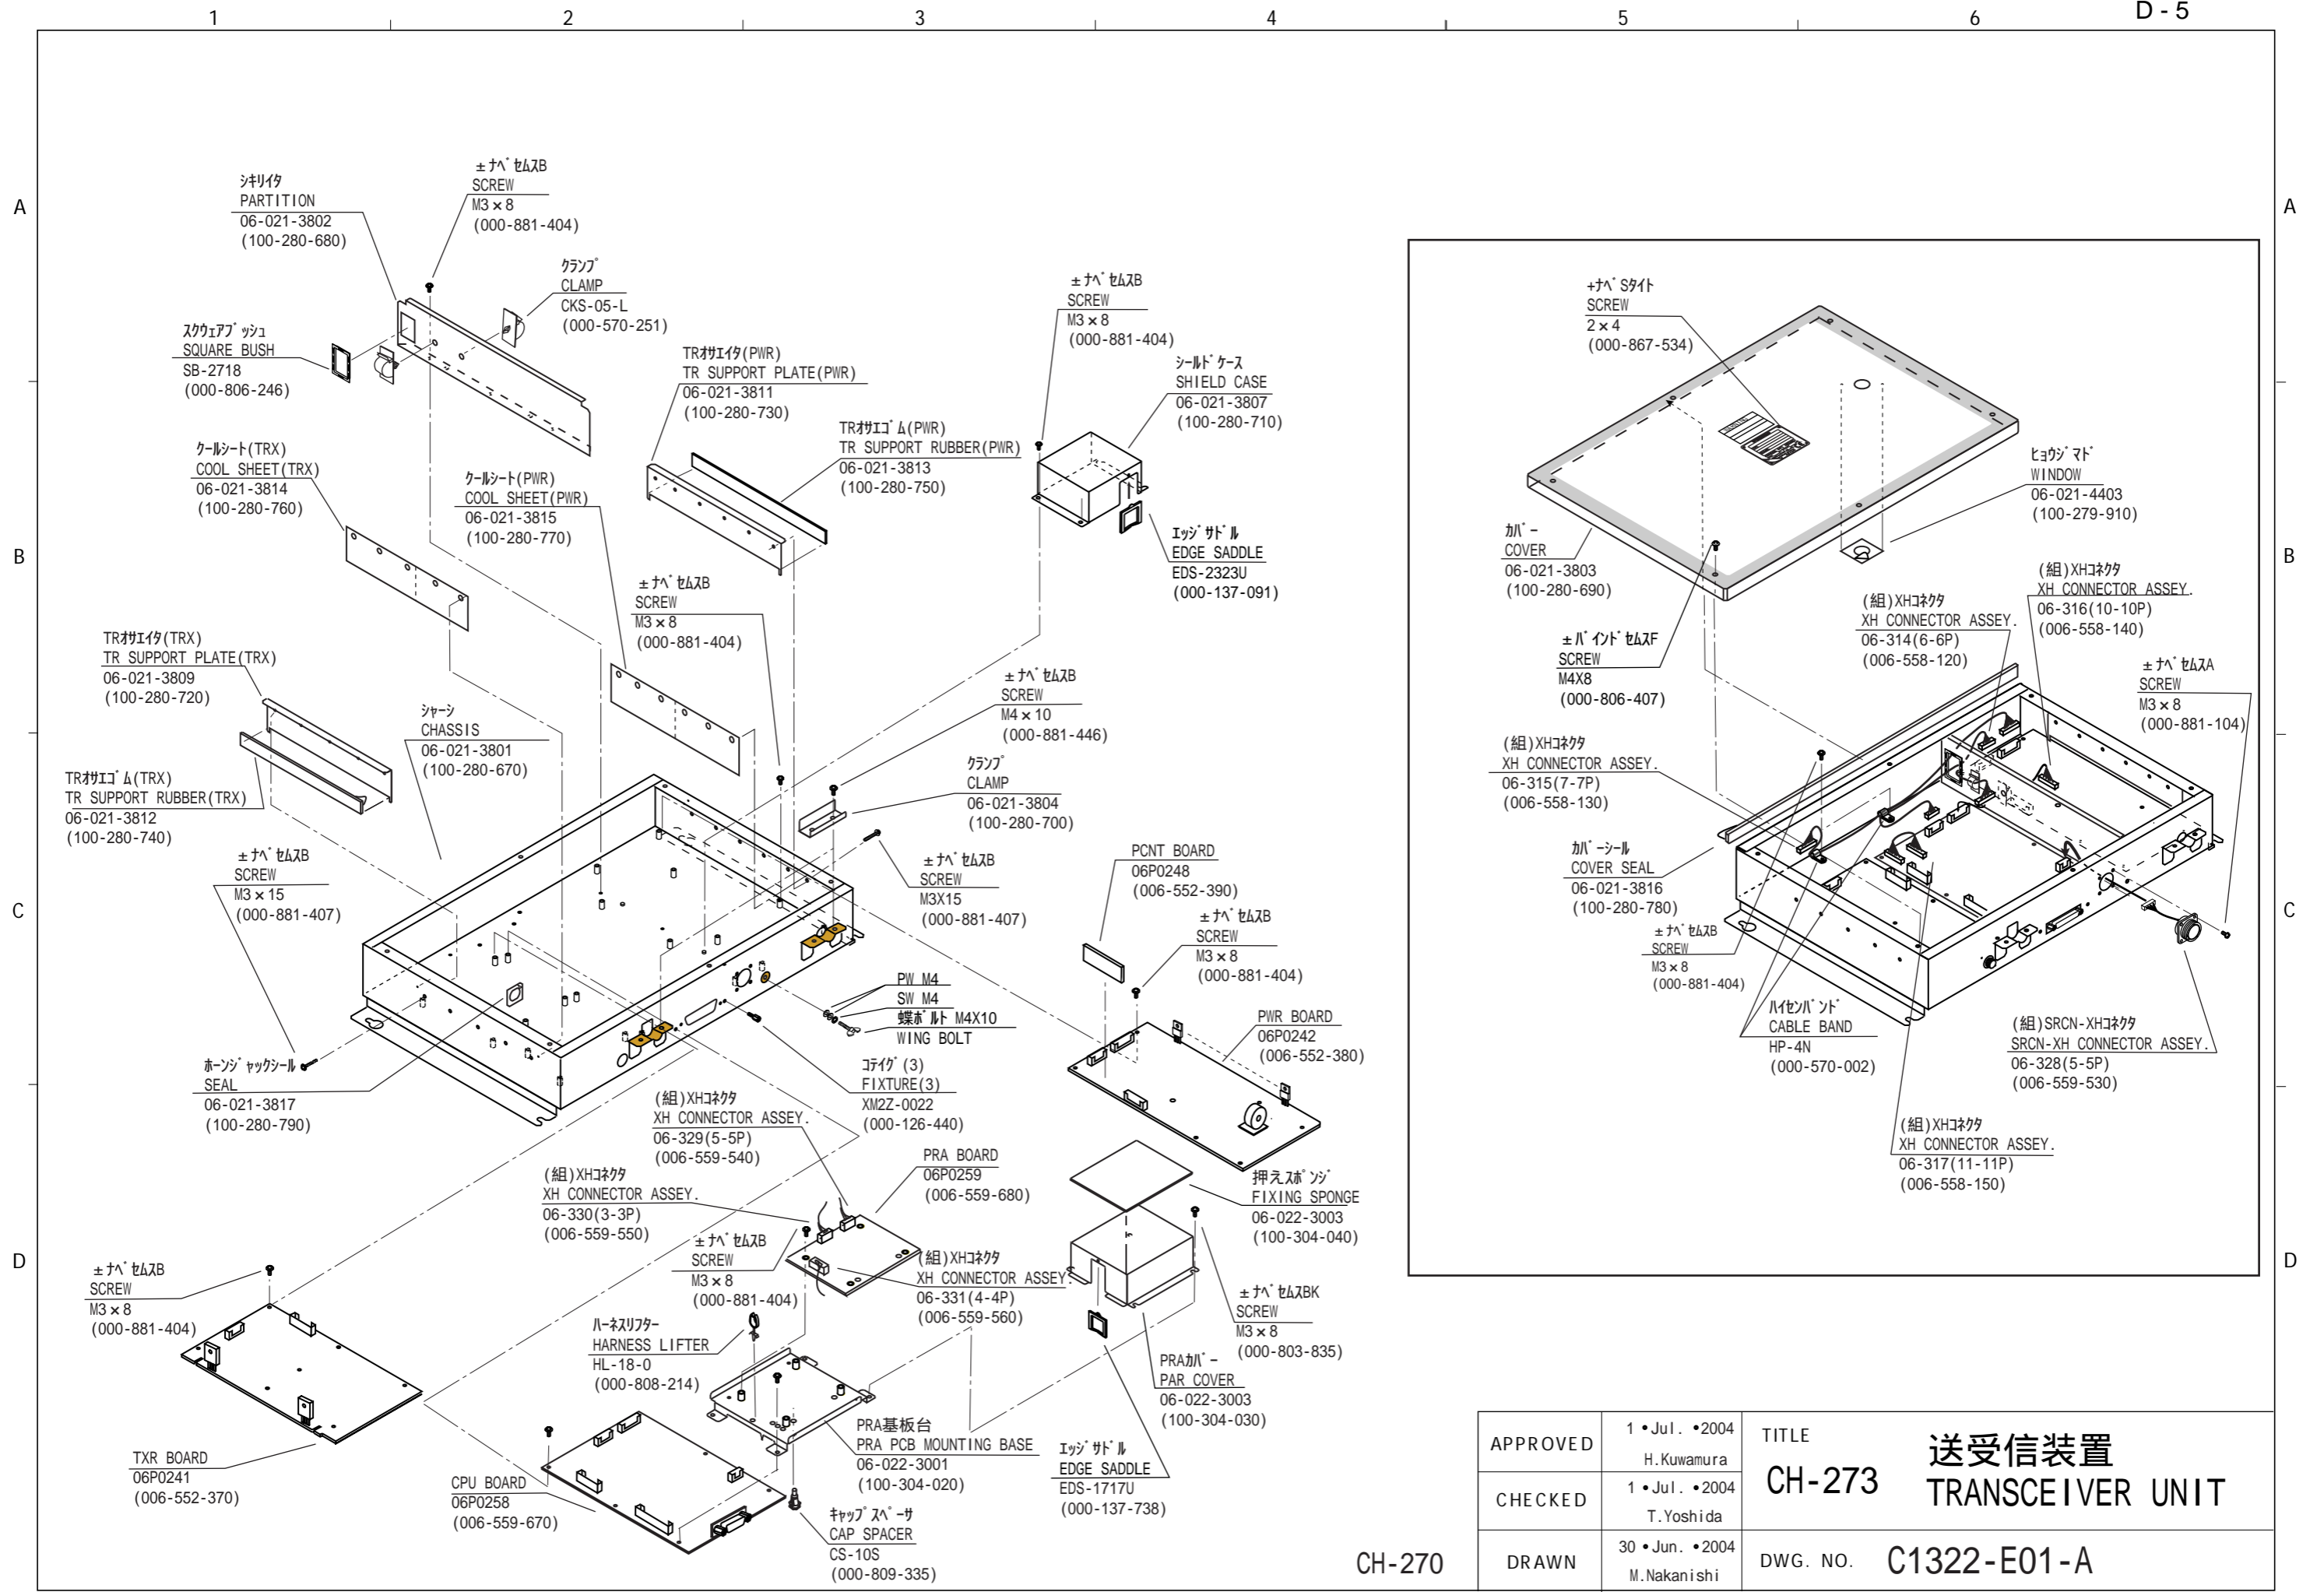 1
2
3
4
5
6
D - 5
A
B
C
D
A
B
C
D
シキリイタ
PARTITION
06-021-3802
(100-280-680)
±ナベセムスB
SCREW
M3×8
(000-881-404)
クランプ
CLAMP
CKS-05-L
(000-570-251)
スクウェアブッシュ
SQUARE BUSH
SB-2718
(000-806-246)
TRオサエイタ(PWR)
TR SUPPORT PLATE(PWR)
06-021-3811
(100-280-730)
TRオサエゴム(PWR)
TR SUPPORT RUBBER(PWR)
06-021-3813
(100-280-750)
±ナベセムスB
SCREW
M3×8
(000-881-404)
シールドケース
SHIELD CASE
06-021-3807
(100-280-710)
エッジサドル
EDGE SADDLE
EDS-2323U
(000-137-091)
クールシート(TRX)
COOL SHEET(TRX)
06-021-3814
(100-280-760)
クールシート(PWR)
COOL SHEET(PWR)
06-021-3815
(100-280-770)
±ナベセムスB
SCREW
M3×8
(000-881-404)
TRオサエイタ(TRX)
TR SUPPORT PLATE(TRX)
06-021-3809
(100-280-720)
シャーシ
CHASSIS
06-021-3801
(100-280-670)
±ナベセムスB
SCREW
M4×10
(000-881-446)
クランプ
CLAMP
06-021-3804
(100-280-700)
TRオサエゴム(TRX)
TR SUPPORT RUBBER(TRX)
06-021-3812
(100-280-740)
±ナベセムスB
SCREW
M3×15
(000-881-407)
±ナベセムスB
SCREW
M3X15
(000-881-407)
PCNT BOARD
06P0248
(006-552-390)
±ナベセムスB
SCREW
M3×8
(000-881-404)
PW M4
SW M4
蝶ボルト M4X10
WING BOLT
PWR BOARD
06P0242
(006-552-380)
ホーンジャックシール
SEAL
06-021-3817
(100-280-790)
コテイグ(3)
FIXTURE(3)
XM2Z-0022
(000-126-440)
(組)XHコネクタ
XH CONNECTOR ASSEY.
06-329(5-5P)
(006-559-540)
PRA BOARD
06P0259
(006-559-680)
(組)XHコネクタ
XH CONNECTOR ASSEY.
06-330(3-3P)
(006-559-550)
±ナベセムスB
SCREW
M3×8
(000-881-404)
(組)XHコネクタ
XH CONNECTOR ASSEY.
06-331(4-4P)
(006-559-560)
押えスポンジ
FIXING SPONGE
06-022-3003
(100-304-040)
±ナベセムスB
SCREW
M3×8
(000-881-404)
ハーネスリフター
HARNESS LIFTER
HL-18-0
(000-808-214)
±ナベセムスBK
SCREW
M3×8
(000-803-835)
PRAカバー
PAR COVER
06-022-3003
(100-304-030)
PRA基板台
PRA PCB MOUNTING BASE
06-022-3001
(100-304-020)
エッジサドル
EDGE SADDLE
EDS-1717U
(000-137-738)
TXR BOARD
06P0241
(006-552-370)
CPU BOARD
06P0258
(006-559-670)
キャップスペーサ
CAP SPACER
CS-10S
(000-809-335)
+ナベSタイト
SCREW
2×4
(000-867-534)
ヒョウジマド
WINDOW
06-021-4403
(100-279-910)
カバー
COVER
06-021-3803
(100-280-690)
(組)XHコネクタ
XH CONNECTOR ASSEY.
06-316(10-10P)
(006-558-140)
(組)XHコネクタ
XH CONNECTOR ASSEY.
06-314(6-6P)
(006-558-120)
±バインドセムスF
SCREW
M4X8
(000-806-407)
±ナベセムスA
SCREW
M3×8
(000-881-104)
(組)XHコネクタ
XH CONNECTOR ASSEY.
06-315(7-7P)
(006-558-130)
カバーシール
COVER SEAL
06-021-3816
(100-280-780)
±ナベセムスB
SCREW
M3×8
(000-881-404)
ハイセンバンド
CABLE BAND
HP-4N
(000-570-002)
(組)SRCN-XHコネクタ
SRCN-XH CONNECTOR ASSEY.
06-328(5-5P)
(006-559-530)
(組)XHコネクタ
XH CONNECTOR ASSEY.
06-317(11-11P)
(006-558-150)
CH-270
APPROVED
1•Jul.•2004
H.Kuwamura
CHECKED
1•Jul.•2004
T.Yoshida
DRAWN
30•Jun.•2004
M.Nakanishi
TITLE
CH-273
送受信装置
TRANSCEIVER UNIT
DWG. NO.
C1322-E01-A